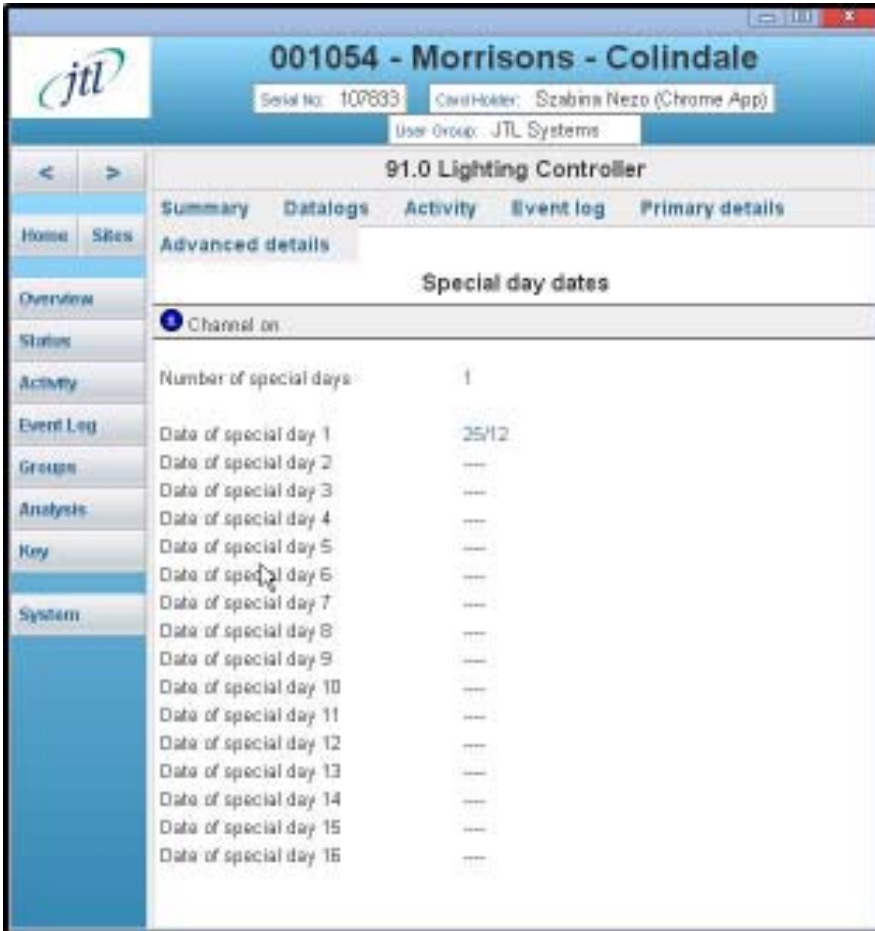 jtl
001054 - Morrisons - Colindale
Serial No: 107833 Card Holder: Szabina Nezo (Chrome App)
User Group: JTL Systems
< >
91.0 Lighting Controller
Summary Datalogs Activity Event log Primary details
Home Sites
Advanced details
Special day dates
Overview
Channel on
Status
Activity
Number of special days 1
Event Log
Date of special day 1 25/12
Groups
Date of special day 2 ----
Date of special day 3 ----
Analysis
Date of special day 4 ----
Key
Date of special day 5 ----
Date of special day 6 ----
Date of special day 7 ----
System
Date of special day 8 ----
Date of special day 9 ----
Date of special day 10 ----
Date of special day 11 ----
Date of special day 12 ----
Date of special day 13 ----
Date of special day 14 ----
Date of special day 15 ----
Date of special day 16 ----